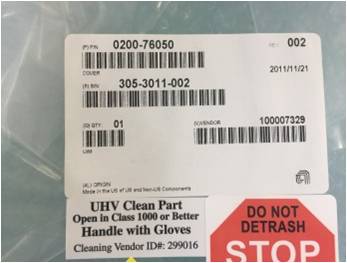 (P) P/N 0200-76050 REV 002
COVER 2011/11/21
(S) S/N: 305-3011-002
(Q) QTY: 01 (V)VENDOR 100007329
(4L) ORIGIN
Made in the US of US and Non-US Components
UHV Clean Part
Open in Class 1000 or Better
Handle with Gloves
Cleaning Vendor ID#: 299016
DO NOT
DETRASH
STOP